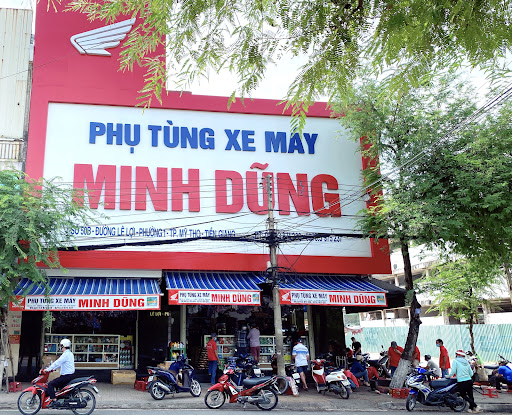 PHỤ TÙNG XE MÁY
MINH DŨNG
SỐ 50B - ĐƯỜNG LÊ LỢI - PHƯỜNG 1 - TP. MỸ THO - TIỀN GIANG
PHỤ TÙNG XE MÁY MINH DŨNG
PHỤ TÙNG XE MÁY MINH DŨNG
PHỤ TÙNG XE MÁY MINH DŨNG